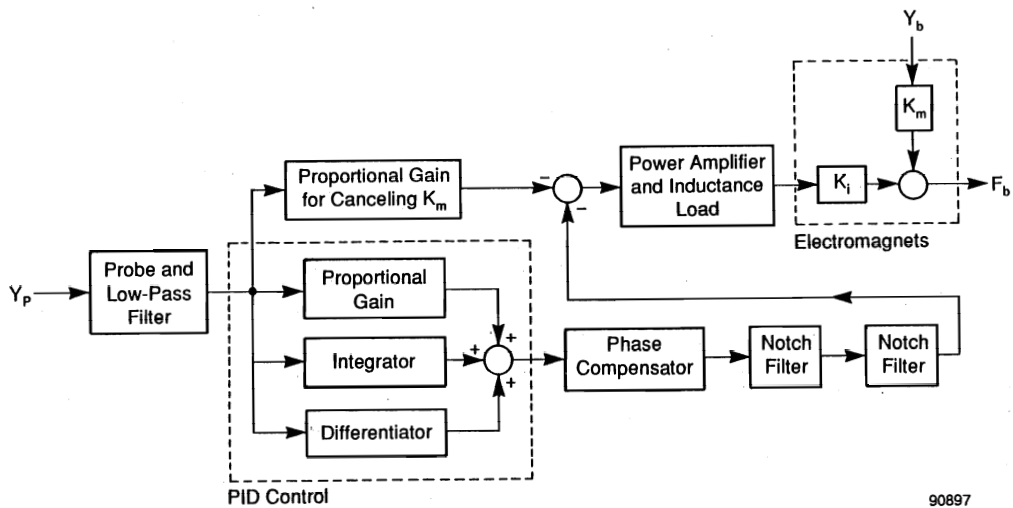 Y_b
K_m
Proportional Gain
for Canceling K_m
−
−
Power Amplifier
and Inductance
Load
K_i
F_b
Electromagnets
Y_P
Probe and
Low-Pass
Filter
Proportional
Gain
Integrator
Differentiator
+
+
+
PID Control
Phase
Compensator
Notch
Filter
Notch
Filter
90897